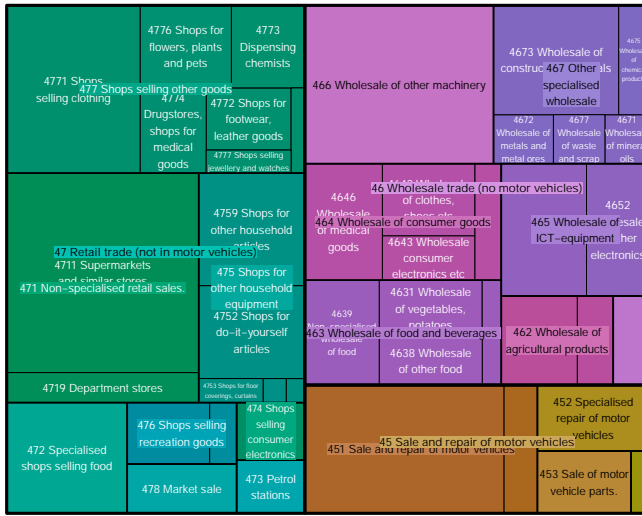 4776 Shops for
flowers, plants
and pets
4773
Dispensing
chemists
4771 Shops
selling clothing
477 Shops selling other goods
4774
Drugstores,
shops for
medical
goods
4772 Shops for
footwear,
leather goods
4777 Shops selling
jewellery and watches
4759 Shops for
other household
articles
47 Retail trade (not in motor vehicles)
4711 Supermarkets
and similar stores
471 Non-specialised retail sales.
475 Shops for
other household
equipment
4752 Shops for
do-it-yourself
articles
4719 Department stores
4753 Shops for floor
coverings, curtains
472 Specialised
shops selling food
476 Shops selling
recreation goods
474 Shops
selling
consumer
electronics
478 Market sale
473 Petrol
stations
466 Wholesale of other machinery
4673 Wholesale of
467 Other
specialised
wholesale
4675
of
4672
Wholesale of
metals and
metal ores
4677
Wholesale of
waste
and scrap
4671
of
oils
46 Wholesale trade (no motor vehicles)
4646
Wholesale
of medical
goods
of clothes,
464 Wholesale of consumer goods
4643 Wholesale
consumer
electronics etc
4652
465 Wholesale of
ICT-equipment
4639
of food
4631 Wholesale
of vegetables,
potatoes
463 Wholesale of food and beverages
4638 Wholesale
of other food
462 Wholesale of
agricultural products
452 Specialised
repair of motor
vehicles
45 Sale and repair of motor vehicles
451 Sale and repair of motor vehicles
453 Sale of motor
vehicle parts.